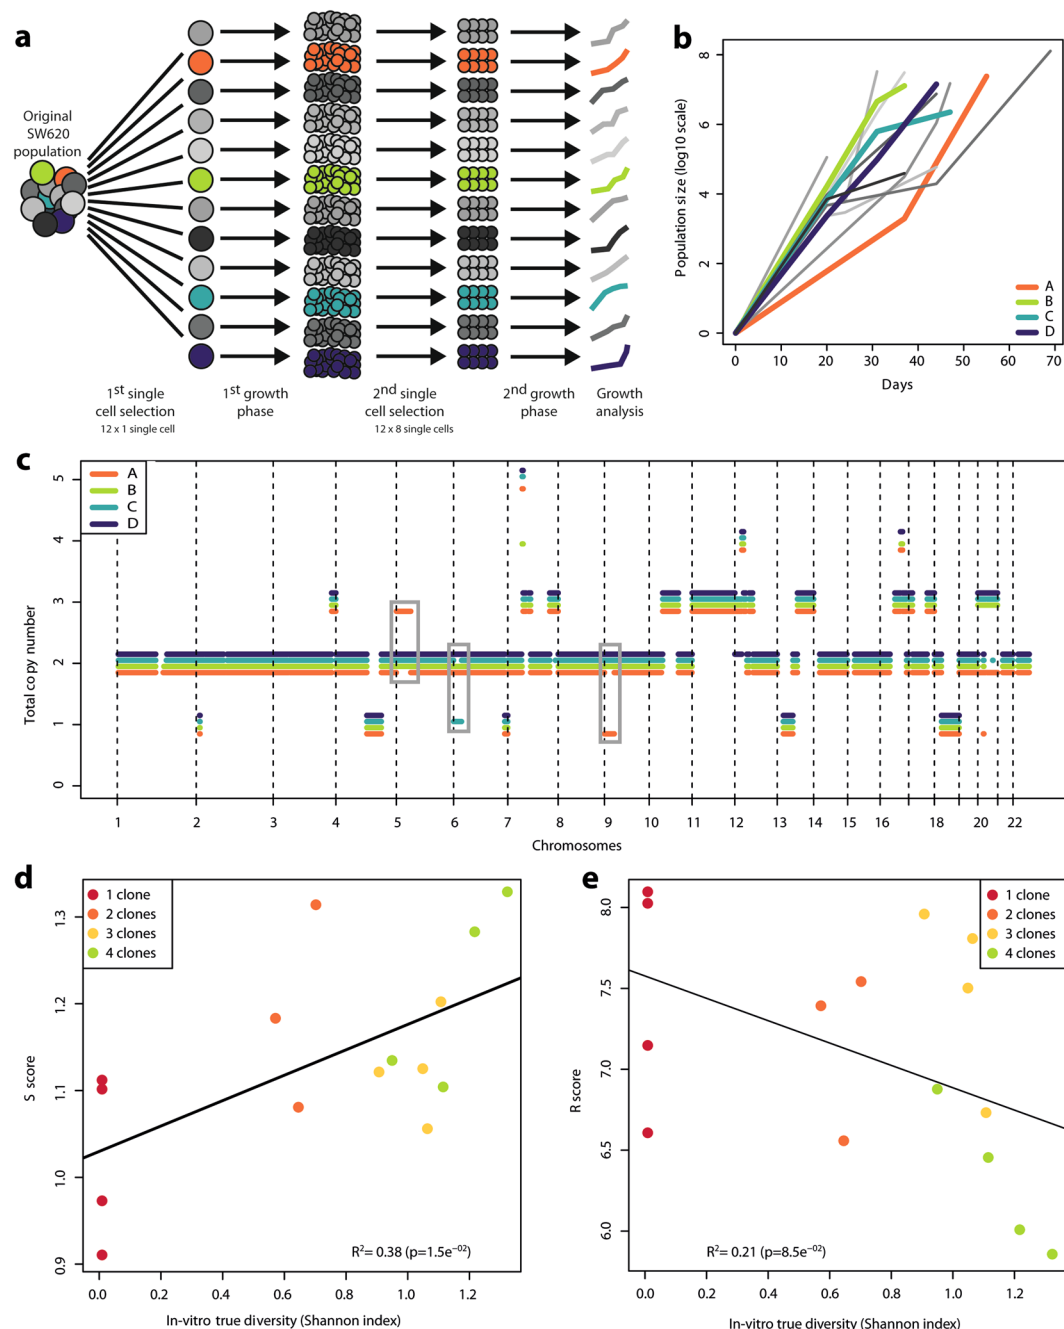 a
Original
SW620
population
1st single
cell selection
12 x 1 single cell
1st growth
phase
2nd single
cell selection
12 x 8 single cells
2nd growth
phase
Growth
analysis
b
Population size (log10 scale)
8
6
4
2
0
A
B
C
D
0 10 20 30 40 50 60 70
Days
c
A
B
C
D
Total copy number
5
4
3
2
1
0
1 2 3 4 5 6 7 8 9 10 11 12 13 14 15 16 18 20 22
Chromosomes
d
1 clone
2 clones
3 clones
4 clones
S score
1.3
1.2
1.1
1.0
0.9
R2= 0.38 (p=1.5e−02)
0.0 0.2 0.4 0.6 0.8 1.0 1.2
In-vitro true diversity (Shannon index)
e
1 clone
2 clones
3 clones
4 clones
R score
8.0
7.5
7.0
6.5
6.0
R2= 0.21 (p=8.5e−02)
0.0 0.2 0.4 0.6 0.8 1.0 1.2
In-vitro true diversity (Shannon index)